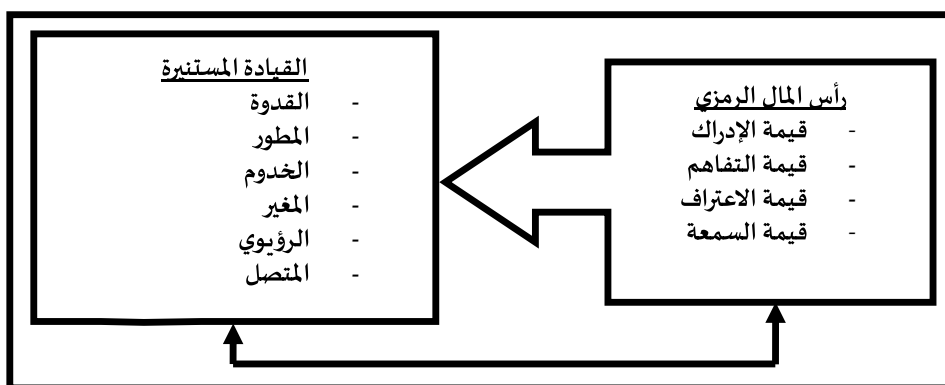 رأس المال الرمزي
- قيمة الإدراك
- قيمة التفاهم
- قيمة الاعتراف
- قيمة السمعة
القيادة المستنيرة
- القدوة
- المطور
- الخدوم
- المغير
- الرؤيوي
- المتصل